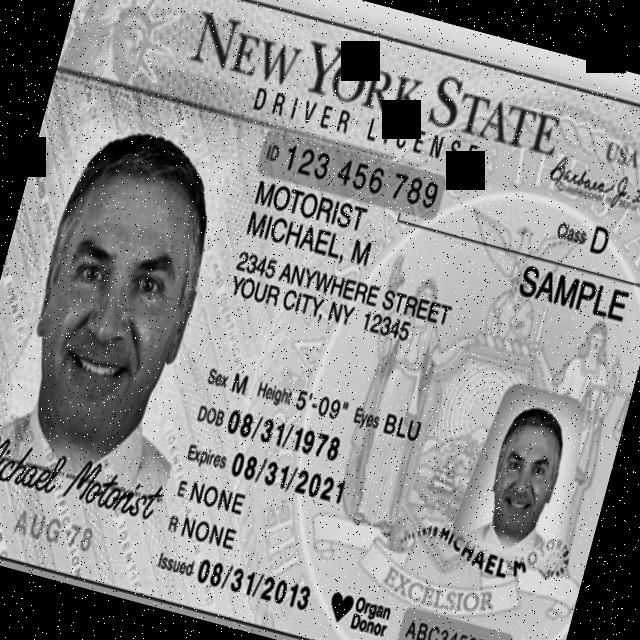 NEW YORK STATE
USA
DRIVER LICENSE
ID 123 456 789
Class D
MOTORIST
MICHAEL, M
SAMPLE
2345 ANYWHERE STREET
YOUR CITY, NY 12345
Sex M Height 5'-09" Eyes BLU
DOB 08/31/1978
Expires 08/31/2021
E NONE
R NONE
Issued 08/31/2013
Michael Motorist
AUG 78
MICHAEL M
EXCELSIOR
Organ
Donor